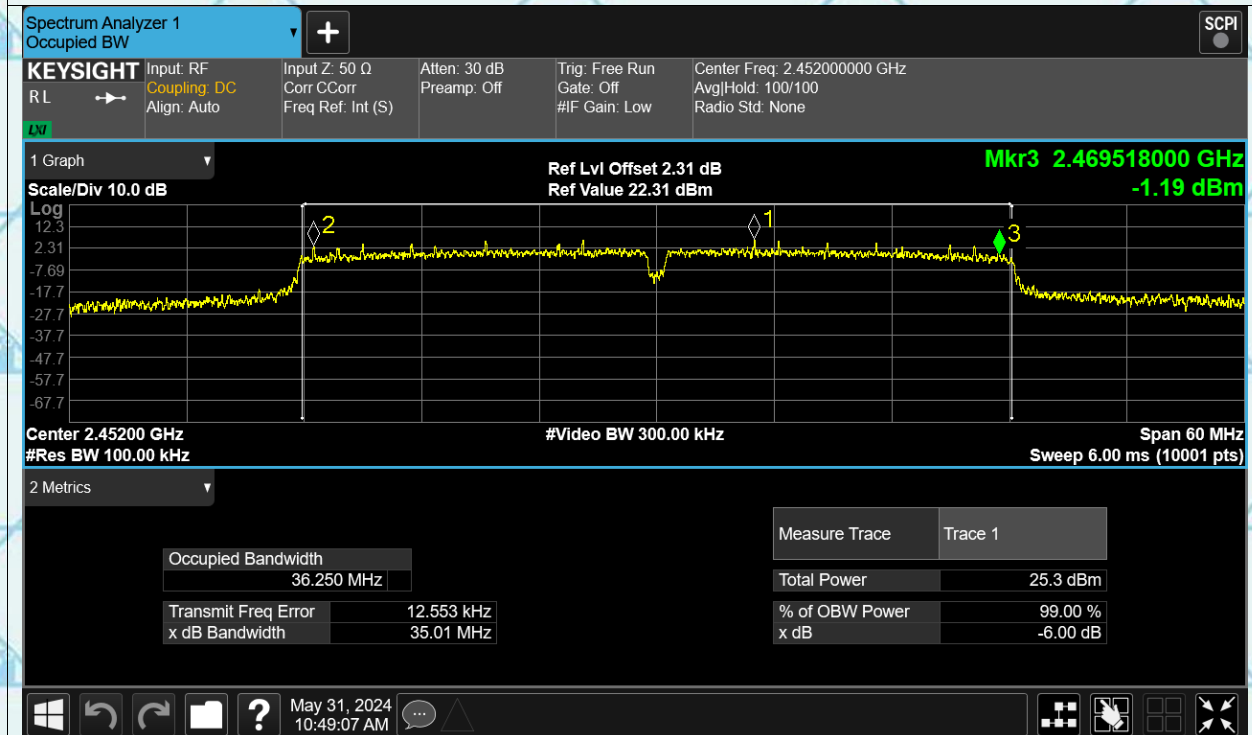 Spectrum Analyzer 1
Occupied BW
▼
+
SCPI
KEYSIGHT
RL
LXI
Input: RF
Coupling: DC
Align: Auto
Input Z: 50 Ω
Corr CCorr
Freq Ref: Int (S)
Atten: 30 dB
Preamp: Off
Trig: Free Run
Gate: Off
#IF Gain: Low
Center Freq: 2.452000000 GHz
Avg|Hold: 100/100
Radio Std: None
1 Graph
▼
Scale/Div 10.0 dB
Ref Lvl Offset 2.31 dB
Ref Value 22.31 dBm
Mkr3 2.469518000 GHz
-1.19 dBm
Log
12.3
2.31
-7.69
-17.7
-27.7
-37.7
-47.7
-57.7
-67.7
2
1
3
Center 2.45200 GHz
#Res BW 100.00 kHz
#Video BW 300.00 kHz
Span 60 MHz
Sweep 6.00 ms (10001 pts)
2 Metrics
▼
Occupied Bandwidth
36.250 MHz
Transmit Freq Error 12.553 kHz
x dB Bandwidth 35.01 MHz
Measure Trace Trace 1
Total Power 25.3 dBm
% of OBW Power 99.00 %
x dB -6.00 dB
?
May 31, 2024
10:49:07 AM